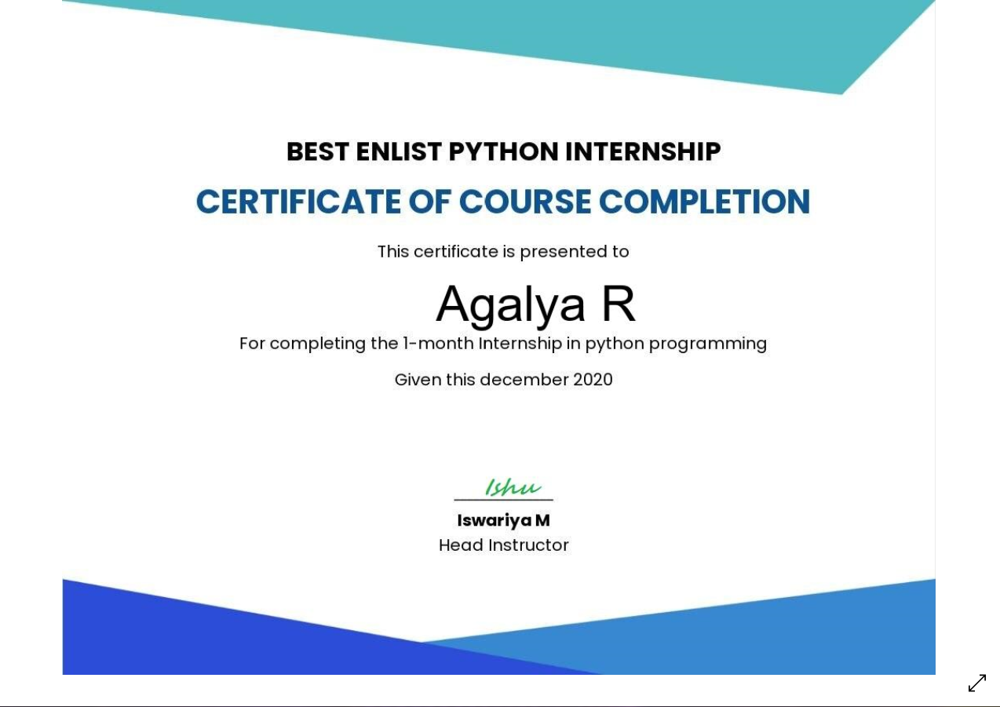 BEST ENLIST PYTHON INTERNSHIP
CERTIFICATE OF COURSE COMPLETION
This certificate is presented to
Agalya R
For completing the 1-month Internship in python programming
Given this december 2020
Ishu
Iswariya M
Head Instructor